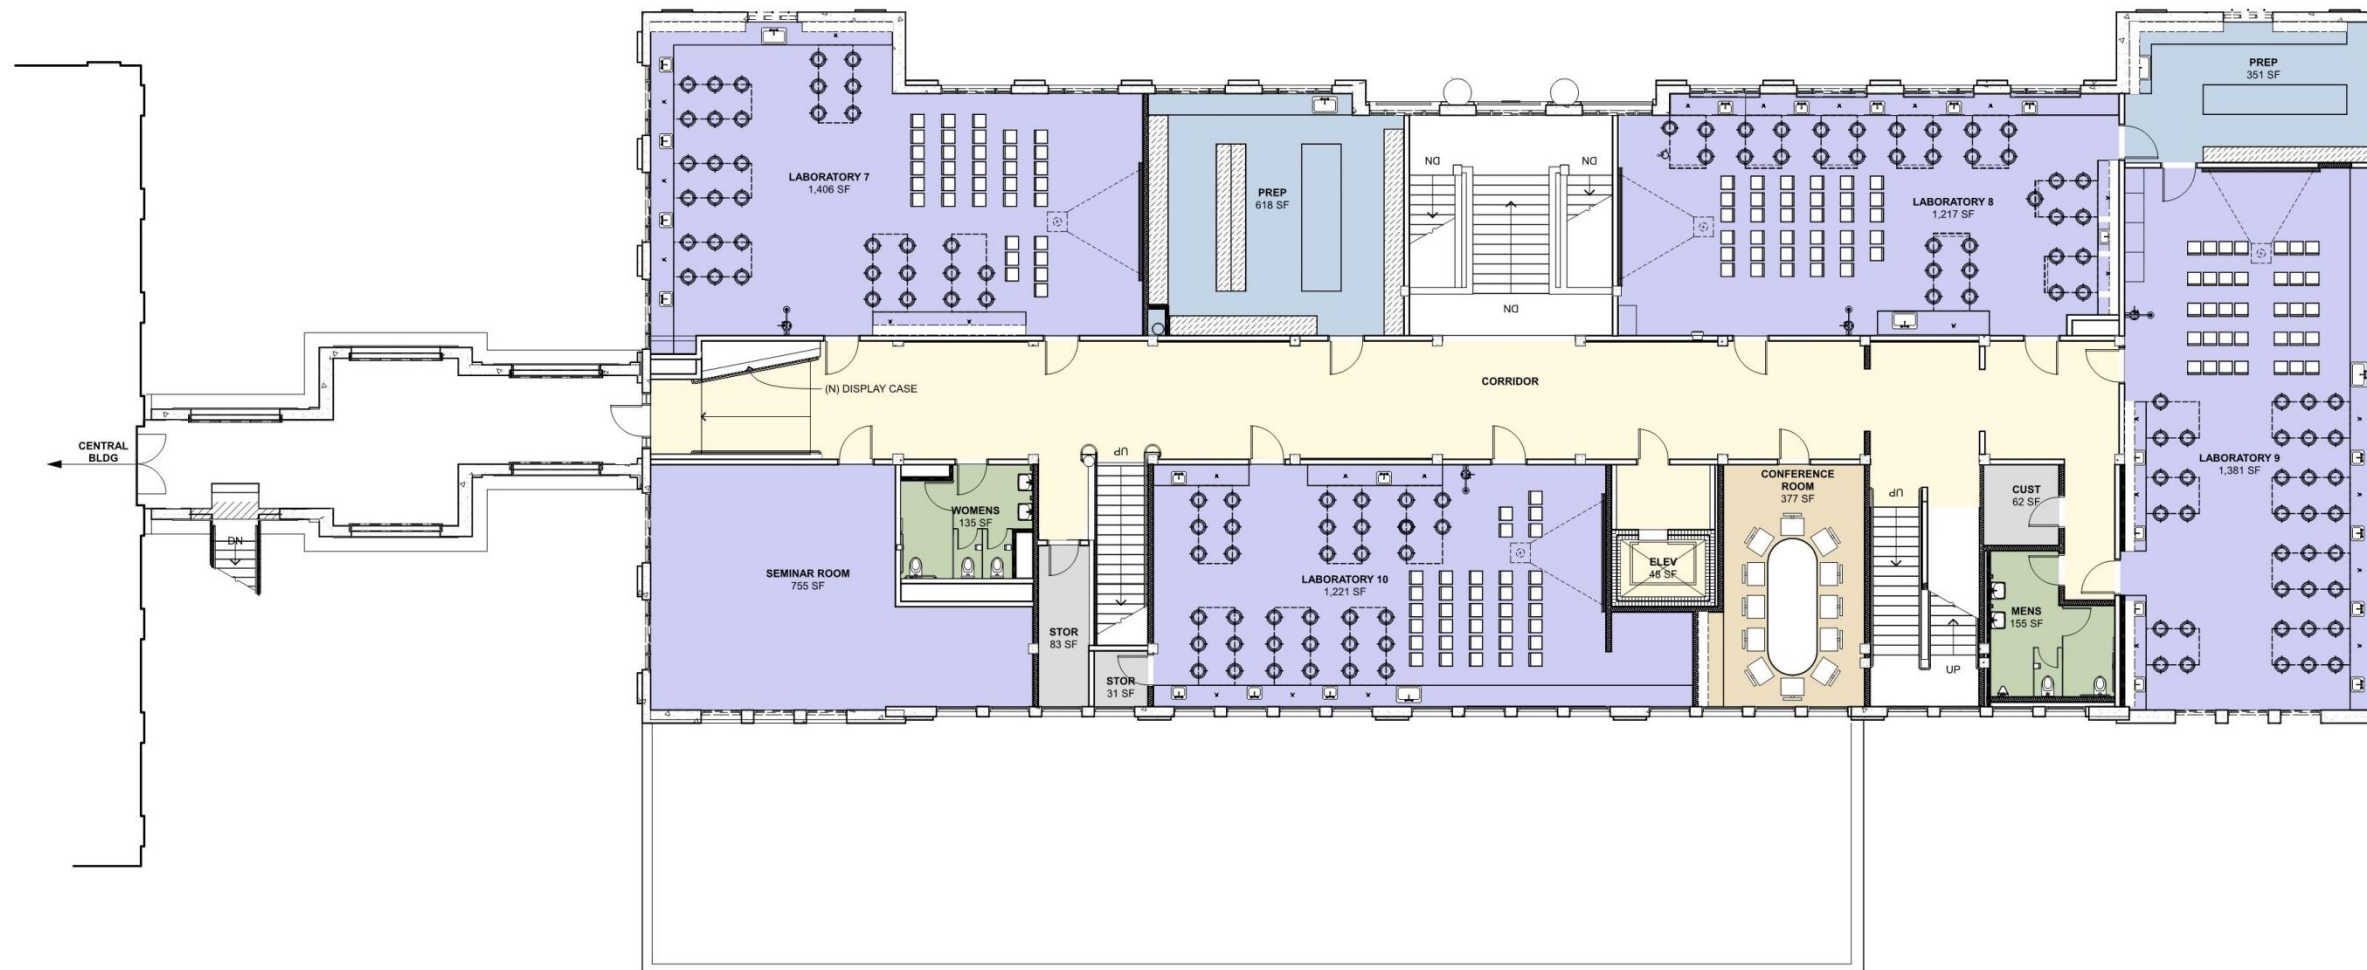 PREP
351 SF
LABORATORY 7
1,406 SF
PREP
618 SF
DN
DN
DN
LABORATORY 8
1,217 SF
(N) DISPLAY CASE
CORRIDOR
CENTRAL
BLDG
DN
UP
UP
LABORATORY 9
1,381 SF
CONFERENCE
ROOM
377 SF
CUST
62 SF
WOMENS
135 SF
SEMINAR ROOM
755 SF
LABORATORY 10
1,221 SF
ELEV
48 SF
MENS
155 SF
STOR
83 SF
STOR
31 SF
UP